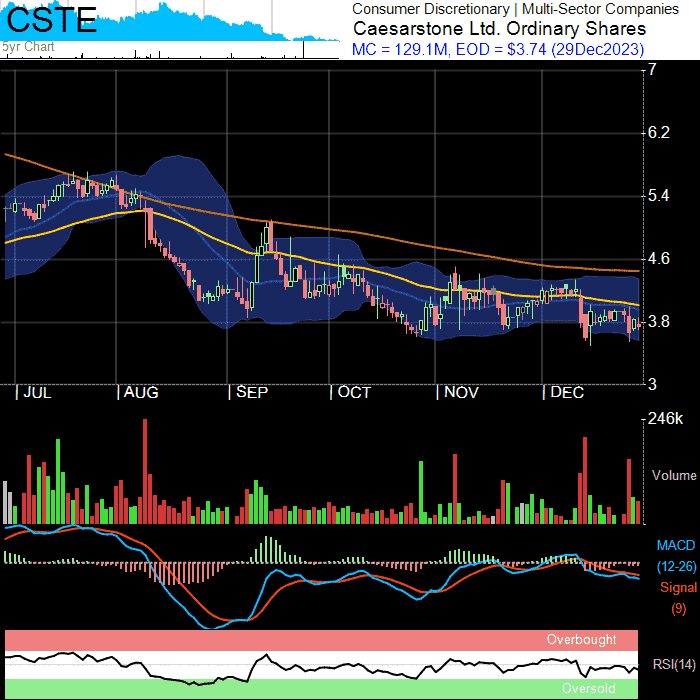 CSTE
5yr Chart
Consumer Discretionary | Multi-Sector Companies
Caesarstone Ltd. Ordinary Shares
MC = 129.1M, EOD = $3.74 (29Dec2023)
7
6.2
5.4
4.6
3.8
3
JUL AUG SEP OCT NOV DEC
246k
Volume
MACD
(12-26)
Signal
(9)
Overbought
RSI(14)
Oversold